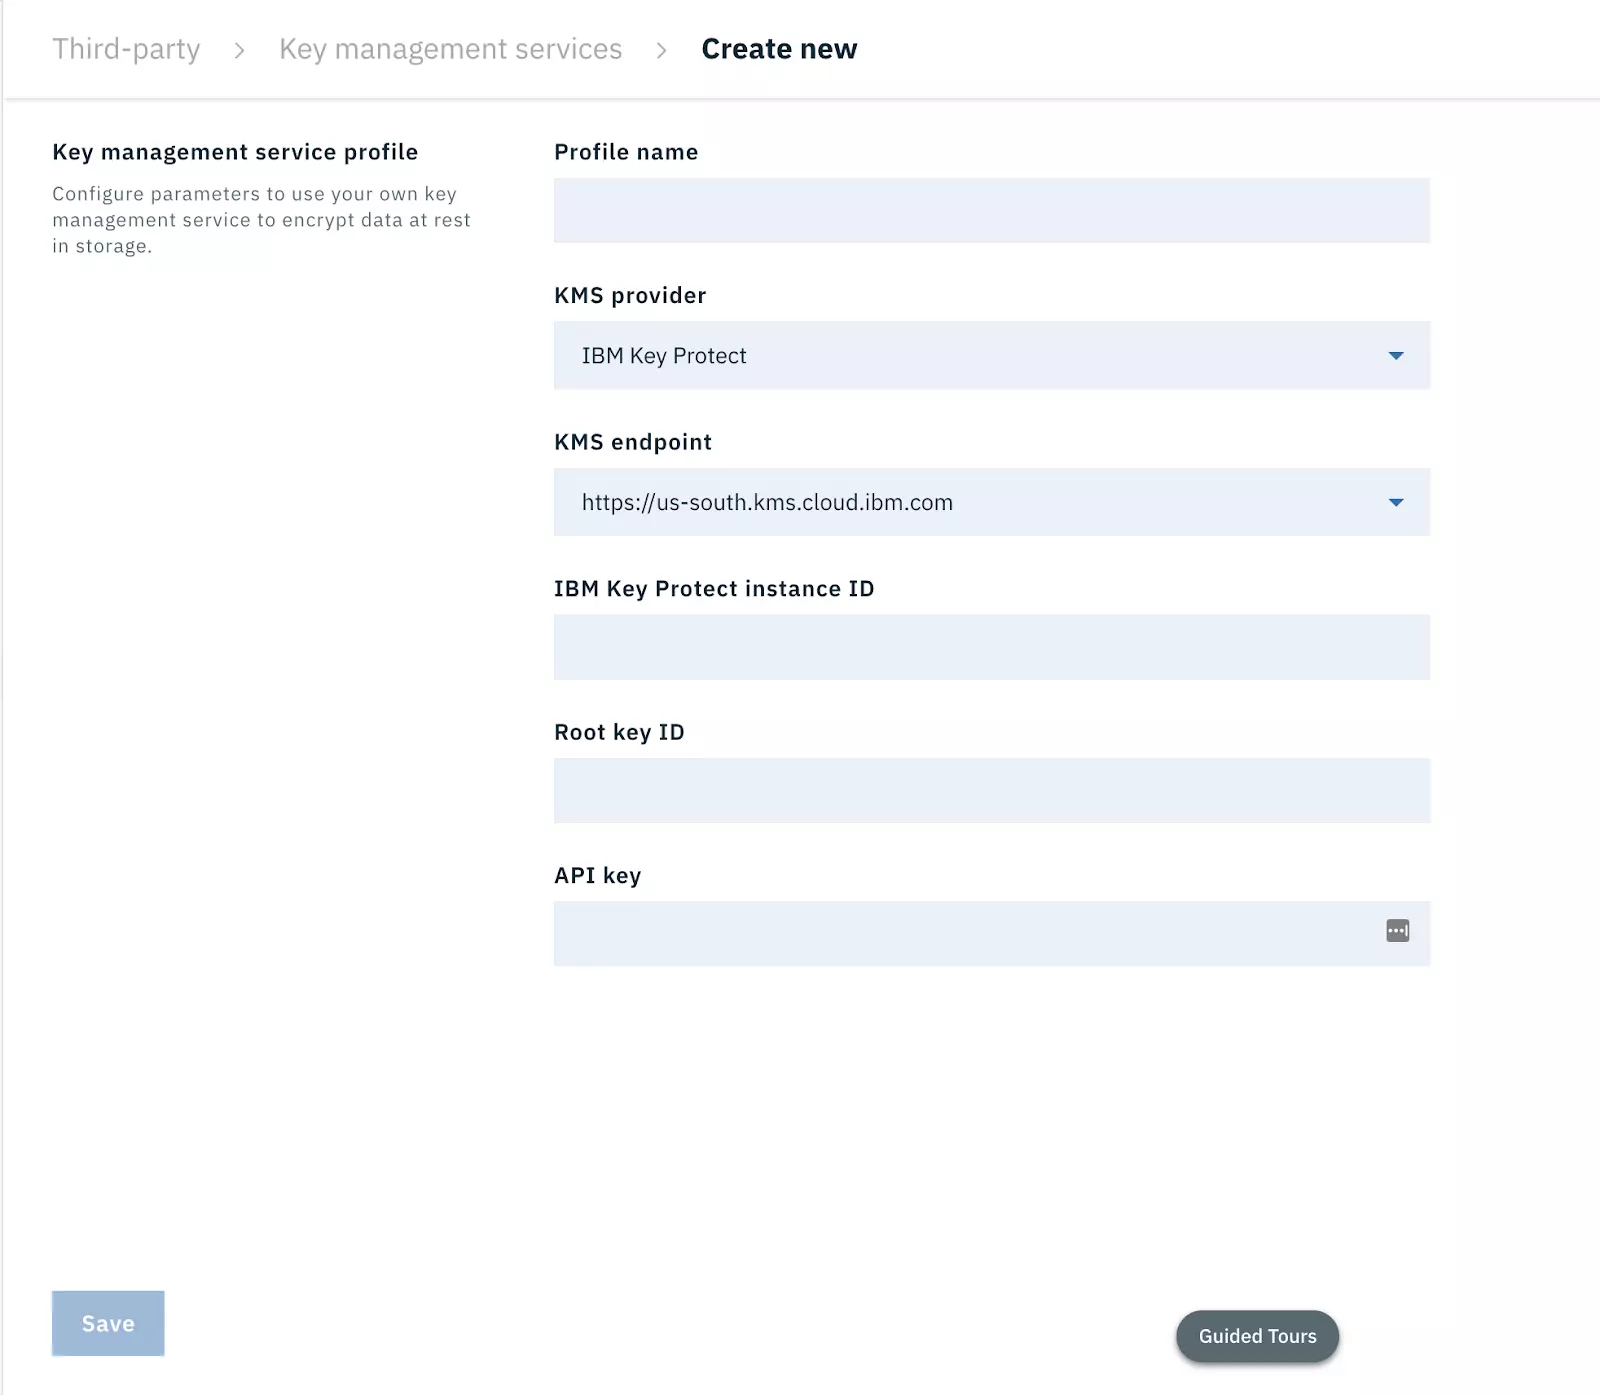 Third-party > Key management services > Create new
Key management service profile
Configure parameters to use your own key
management service to encrypt data at rest
in storage.
Profile name
KMS provider
IBM Key Protect
KMS endpoint
https://us-south.kms.cloud.ibm.com
IBM Key Protect instance ID
Root key ID
API key
Save
Guided Tours